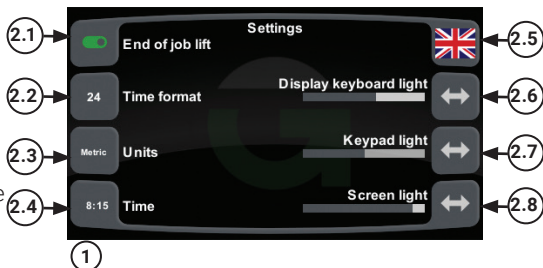 Settings
2.1
End of job lift
2.5
2.2
24
Time format
Display keyboard light
2.6
2.3
Metric
Units
Keypad light
2.7
e
2.4
8:15
Time
Screen light
2.8
1